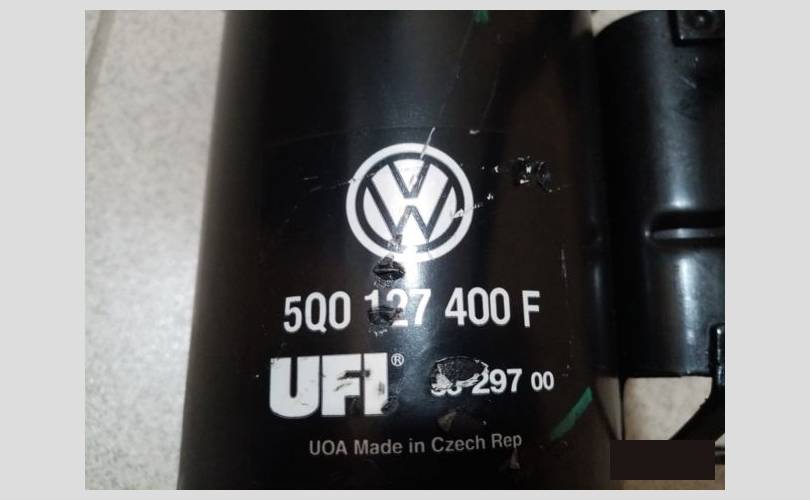 5Q0 127 400 F
UFI®
297 00
UOA Made in Czech Rep